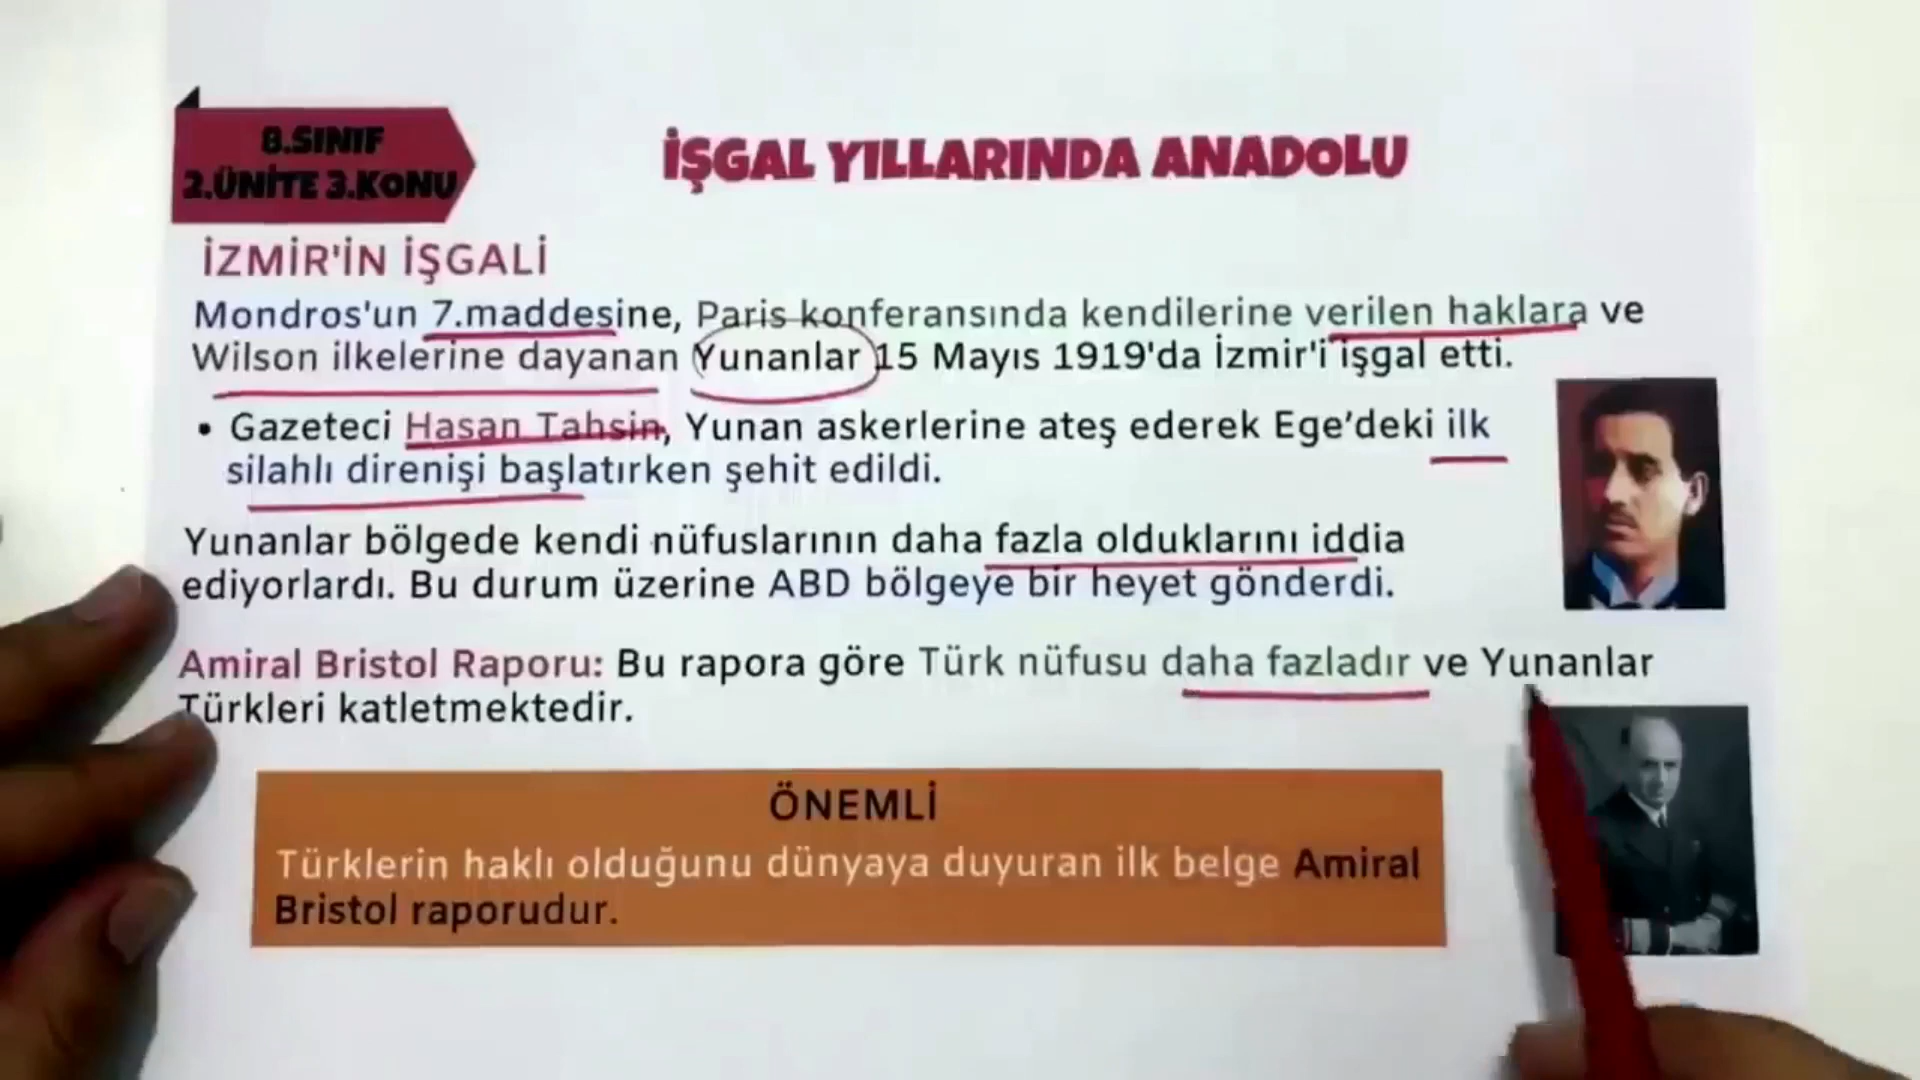 8.SINIF
2.ÜNİTE 3.KONU
İŞGAL YILLARINDA ANADOLU
İZMİR'İN İŞGALİ
Mondros'un 7.maddesine, Paris konferansında kendilerine verilen haklara ve
Wilson ilkelerine dayanan Yunanlar 15 Mayıs 1919'da İzmir'i işgal etti.
• Gazeteci Hasan Tahsin, Yunan askerlerine ateş ederek Ege’deki ilk
silahlı direnişi başlatırken şehit edildi.
Yunanlar bölgede kendi nüfuslarının daha fazla olduklarını iddia
ediyorlardı. Bu durum üzerine ABD bölgeye bir heyet gönderdi.
Amiral Bristol Raporu: Bu rapora göre Türk nüfusu daha fazladır ve Yunanlar
Türkleri katletmektedir.
ÖNEMLİ
Türklerin haklı olduğunu dünyaya duyuran ilk belge Amiral
Bristol raporudur.